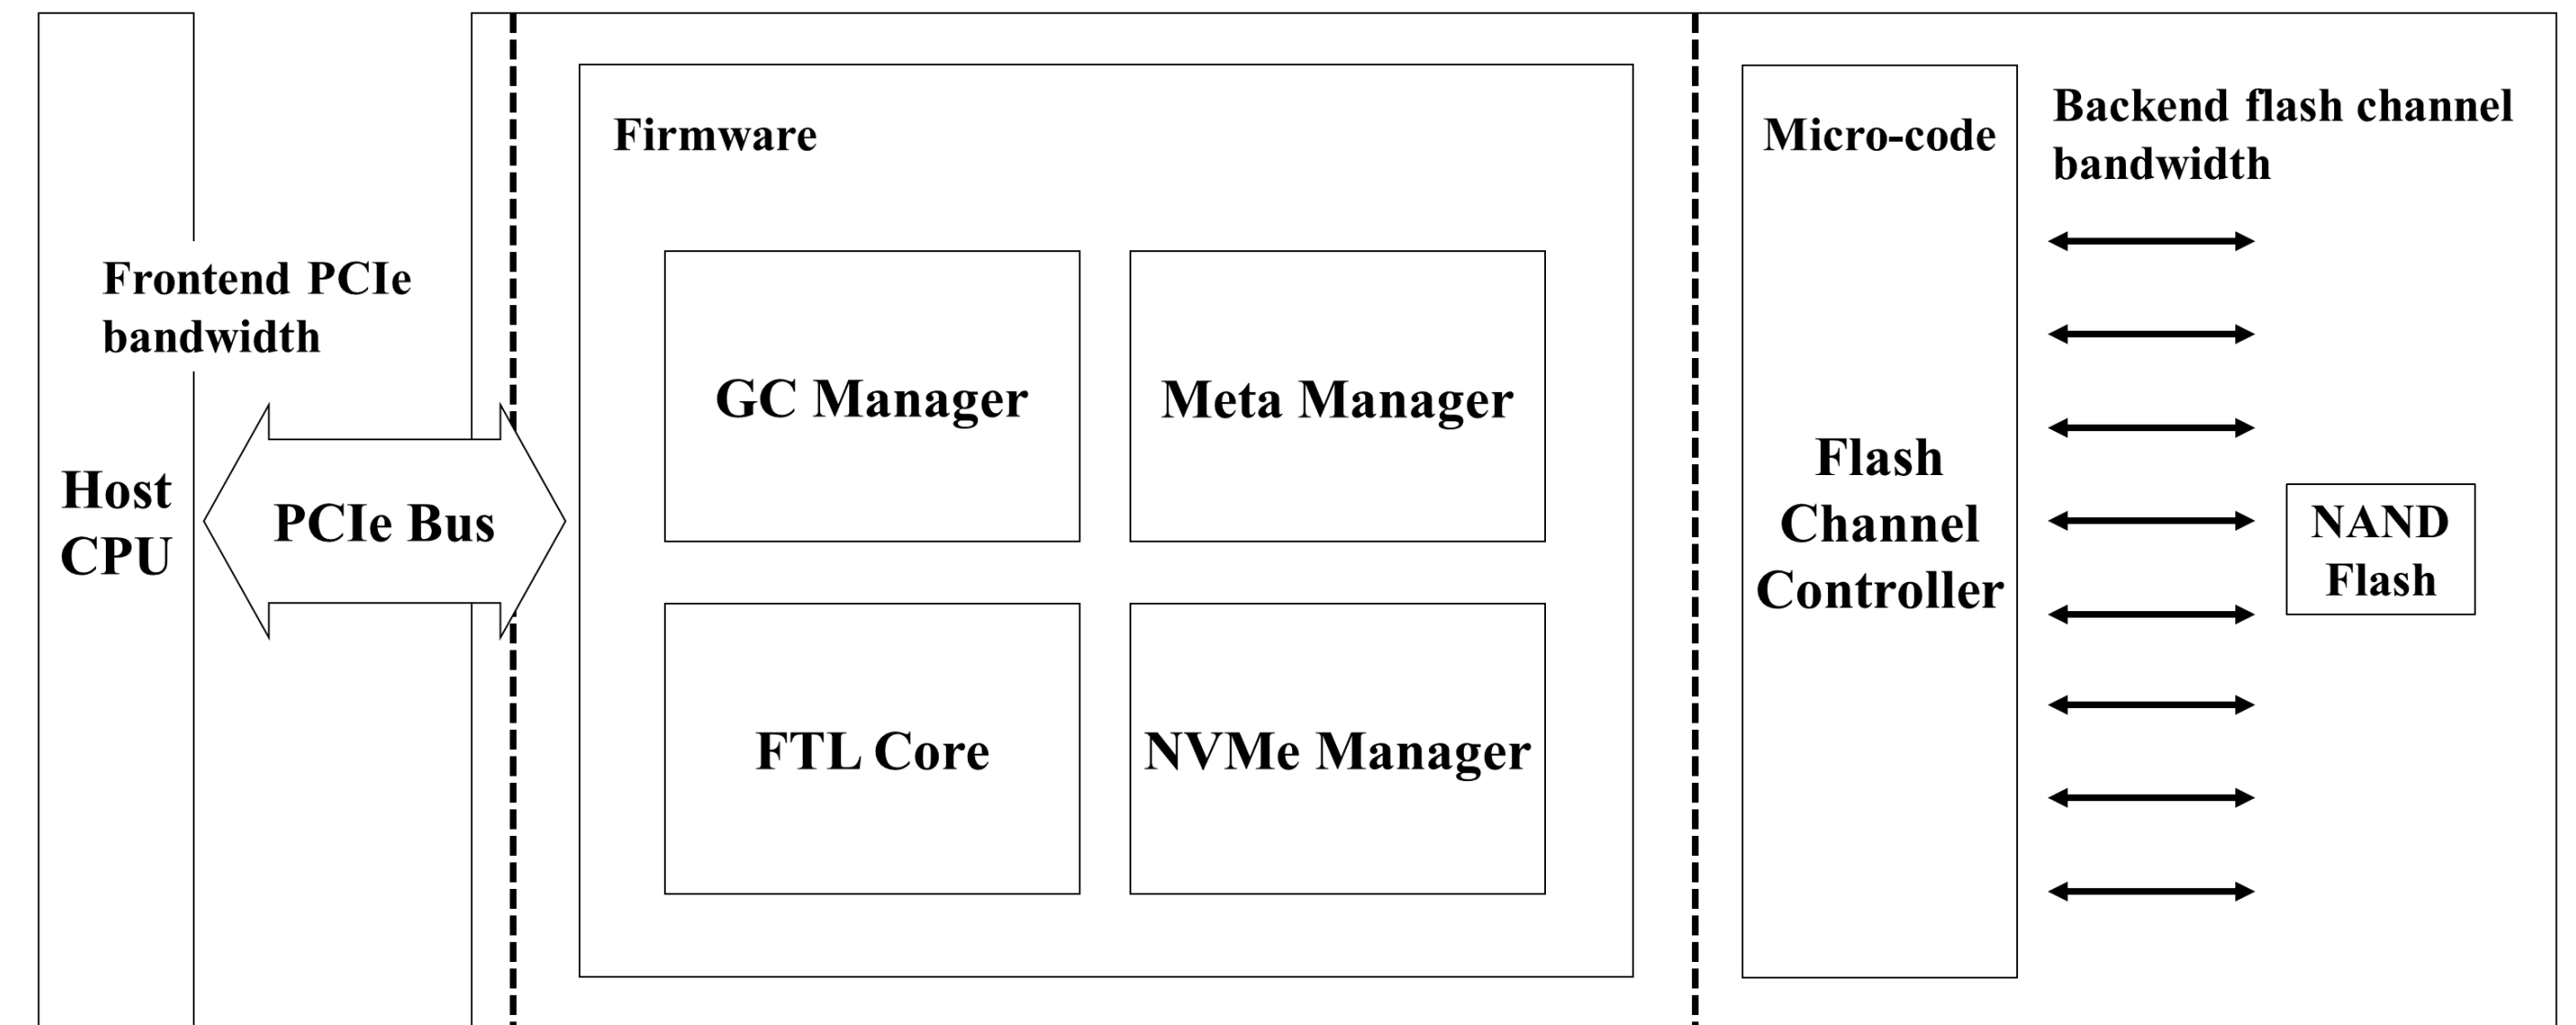 Frontend PCIe
bandwidth
Host
CPU
PCIe Bus
Firmware
GC Manager
Meta Manager
FTL Core
NVMe Manager
Micro-code
Flash
Channel
Controller
Backend flash channel
bandwidth
NAND
Flash